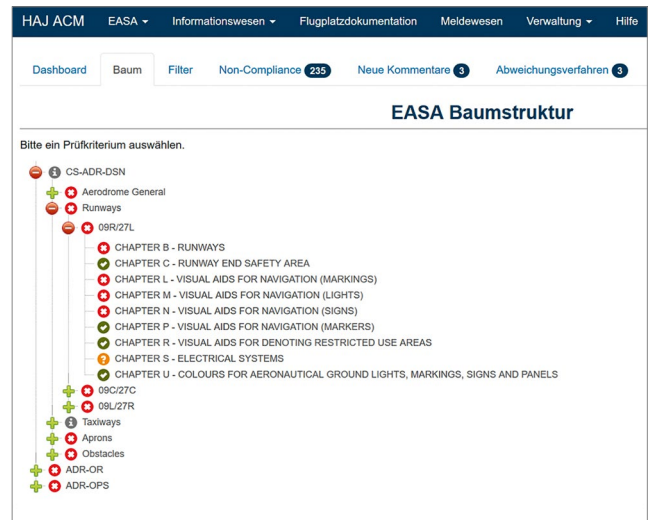 HAJ ACM EASA Informationswesen Flugplatzdokumentation Meldewesen Verwaltung Hilfe
Dashboard Baum Filter Non-Compliance 235 Neue Kommentare 3 Abweichungsverfahren 3
EASA Baumstruktur
Bitte ein Prüfkriterium auswählen.
CS-ADR-DSN
Aerodrome General
Runways
09R/27L
CHAPTER B - RUNWAYS
CHAPTER C - RUNWAY END SAFETY AREA
CHAPTER L - VISUAL AIDS FOR NAVIGATION (MARKINGS)
CHAPTER M - VISUAL AIDS FOR NAVIGATION (LIGHTS)
CHAPTER N - VISUAL AIDS FOR NAVIGATION (SIGNS)
CHAPTER P - VISUAL AIDS FOR NAVIGATION (MARKERS)
CHAPTER R - VISUAL AIDS FOR DENOTING RESTRICTED USE AREAS
CHAPTER S - ELECTRICAL SYSTEMS
CHAPTER U - COLOURS FOR AERONAUTICAL GROUND LIGHTS, MARKINGS, SIGNS AND PANELS
09C/27C
09L/27R
Taxiways
Aprons
Obstacles
ADR-OR
ADR-OPS